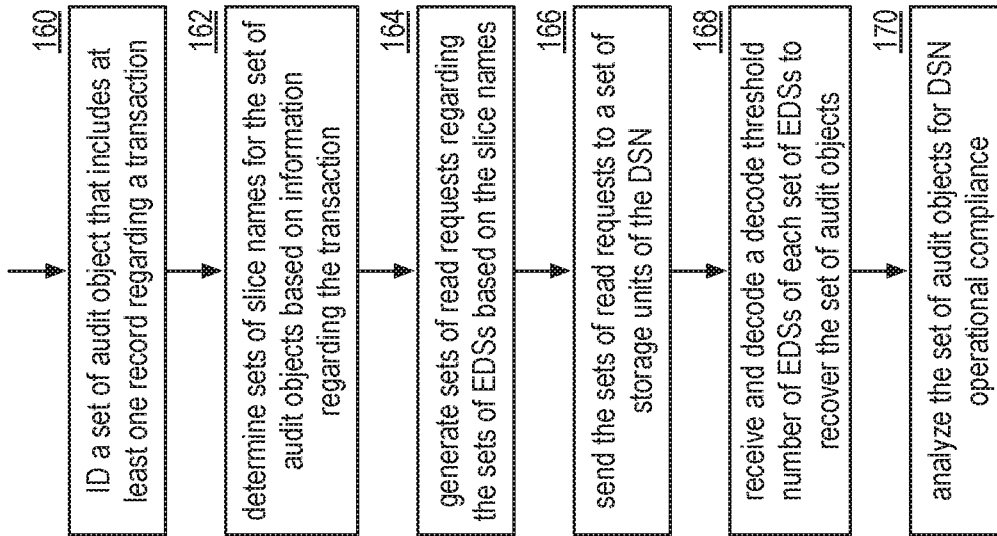 160
ID a set of audit object that includes at
least one record regarding a transaction
162
determine sets of slice names for the set of
audit objects based on information
regarding the transaction
164
generate sets of read requests regarding
the sets of EDSs based on the slice names
166
send the sets of read requests to a set of
storage units of the DSN
168
receive and decode a decode threshold
number of EDSs of each set of EDSs to
recover the set of audit objects
170
analyze the set of audit objects for DSN
operational compliance